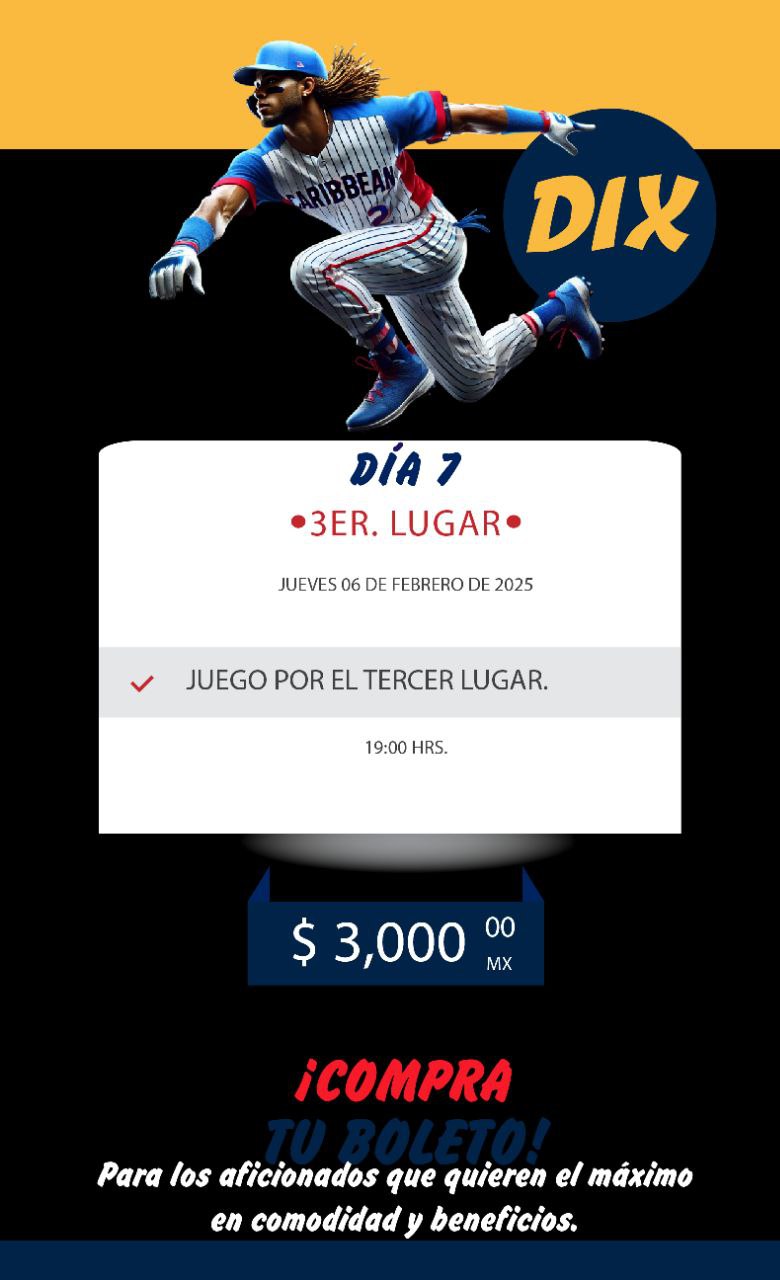 CARIBBEAN
2
DIX
DÍA 7
•3ER. LUGAR•
JUEVES 06 DE FEBRERO DE 2025
JUEGO POR EL TERCER LUGAR.
19:00 HRS.
$ 3,000 00
MX
¡COMPRA
TU BOLETO!
Para los aficionados que quieren el máximo
en comodidad y beneficios.